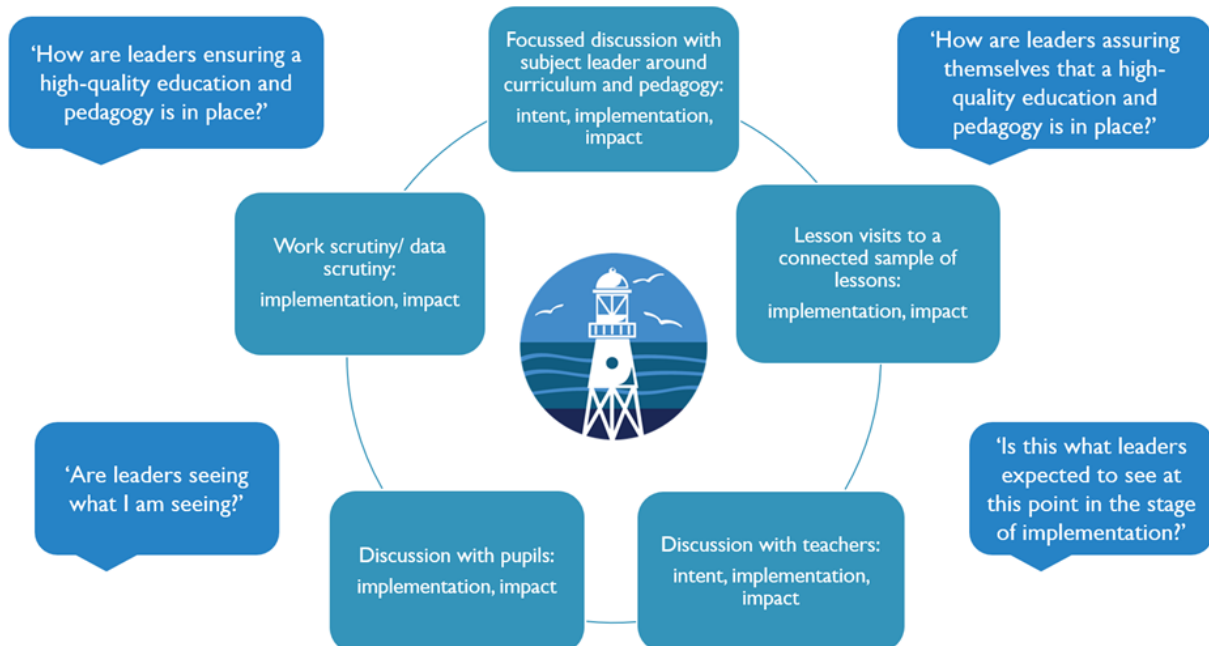 ‘How are leaders ensuring a
high-quality education and
pedagogy is in place?’
Focussed discussion with
subject leader around
curriculum and pedagogy:
intent, implementation,
impact
‘How are leaders assuring
themselves that a high-
quality education and
pedagogy is in place?’
Work scrutiny/ data
scrutiny:
implementation, impact
Lesson visits to a
connected sample of
lessons:
implementation, impact
‘Are leaders seeing
what I am seeing?’
Discussion with pupils:
implementation, impact
Discussion with teachers:
intent, implementation,
impact
‘Is this what leaders
expected to see at
this point in the stage
of implementation?’